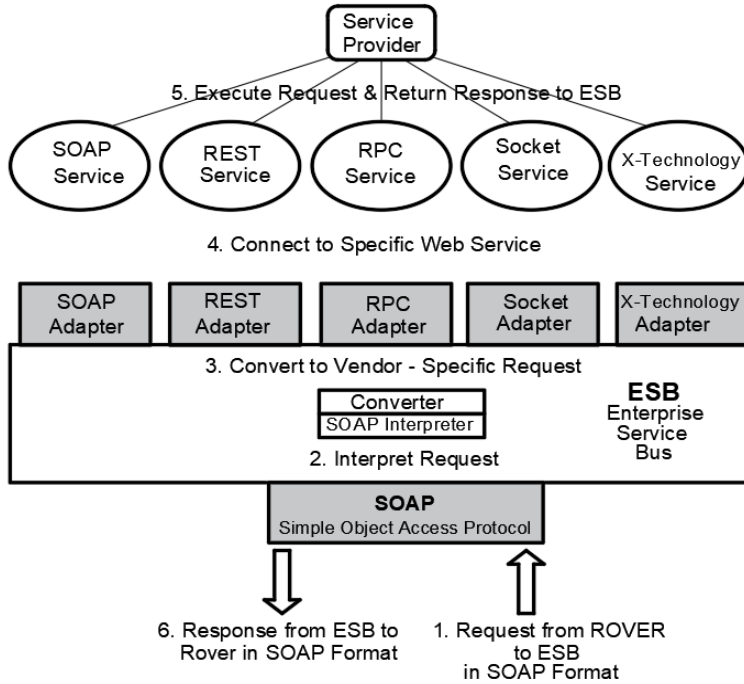 Service
Provider
5. Execute Request & Return Response to ESB
SOAP
Service
REST
Service
RPC
Service
Socket
Service
X-Technology
Service
4. Connect to Specific Web Service
SOAP
Adapter
REST
Adapter
RPC
Adapter
Socket
Adapter
X-Technology
Adapter
3. Convert to Vendor - Specific Request
Converter
SOAP Interpreter
ESB
Enterprise
Service
Bus
2. Interpret Request
SOAP
Simple Object Access Protocol
6. Response from ESB to
Rover in SOAP Format
1. Request from ROVER
to ESB
in SOAP Format